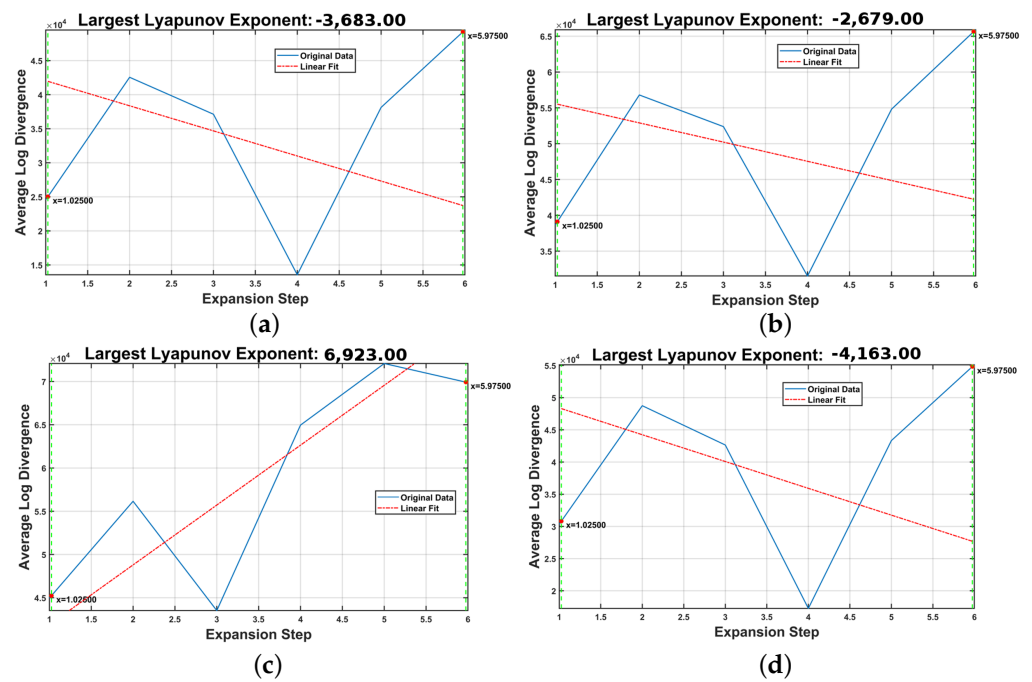 Largest Lyapunov Exponent: -3,683.00
×10⁴
4.5
4
3.5
3
2.5
2
1.5
Average Log Divergence
Original Data
Linear Fit
x=5.97500
x=1.02500
1 1.5 2 2.5 3 3.5 4 4.5 5 5.5 6
Expansion Step
(a)
Largest Lyapunov Exponent: -2,679.00
×10⁴
6.5
6
5.5
5
4.5
4
3.5
Average Log Divergence
Original Data
Linear Fit
x=5.97500
x=1.02500
1 1.5 2 2.5 3 3.5 4 4.5 5 5.5 6
Expansion Step
(b)
Largest Lyapunov Exponent: 6,923.00
×10⁴
7
6.5
6
5.5
5
4.5
Average Log Divergence
x=5.97500
Original Data
Linear Fit
x=1.02500
1 1.5 2 2.5 3 3.5 4 4.5 5 5.5 6
Expansion Step
(c)
Largest Lyapunov Exponent: -4,163.00
×10⁴
5.5
5
4.5
4
3.5
3
2.5
2
Average Log Divergence
x=5.97500
Original Data
Linear Fit
x=1.02500
1 1.5 2 2.5 3 3.5 4 4.5 5 5.5 6
Expansion Step
(d)